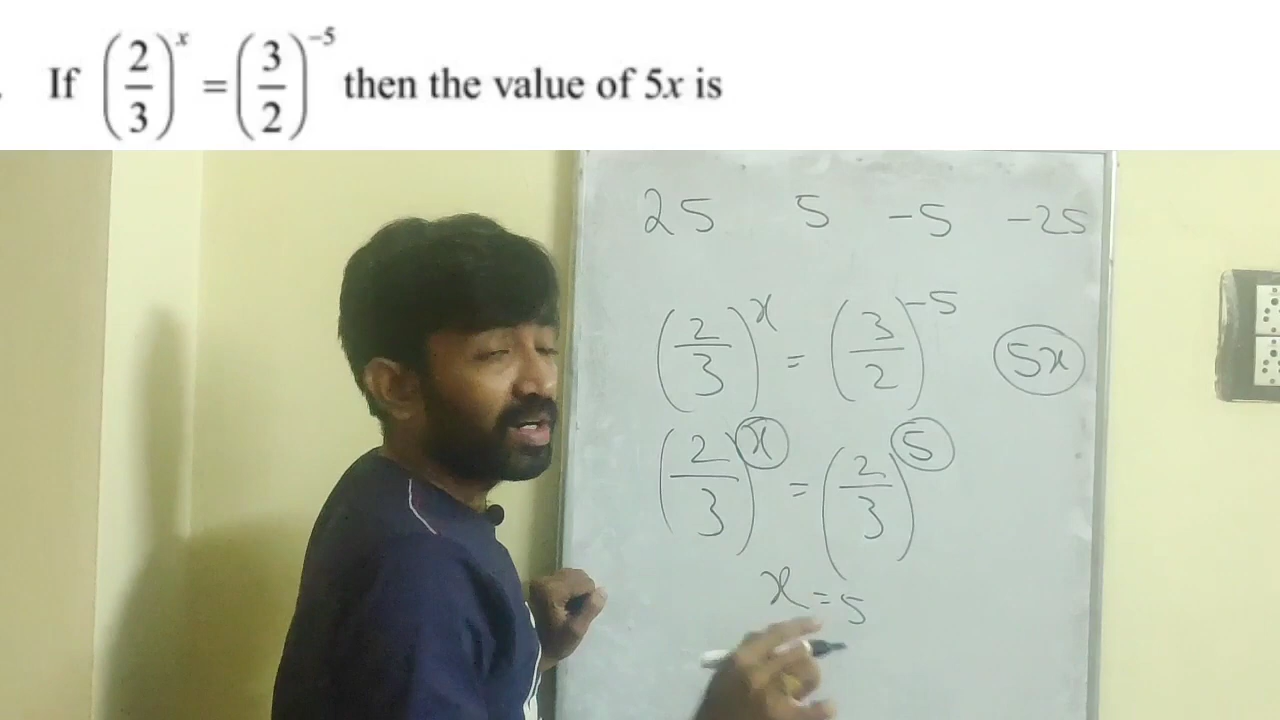 If (2/3)^x = (3/2)^-5 then the value of 5x is
25 5 -5 -25
(2/3)^x = (3/2)^-5 5x
(2/3)^x = (2/3)^5
x = 5